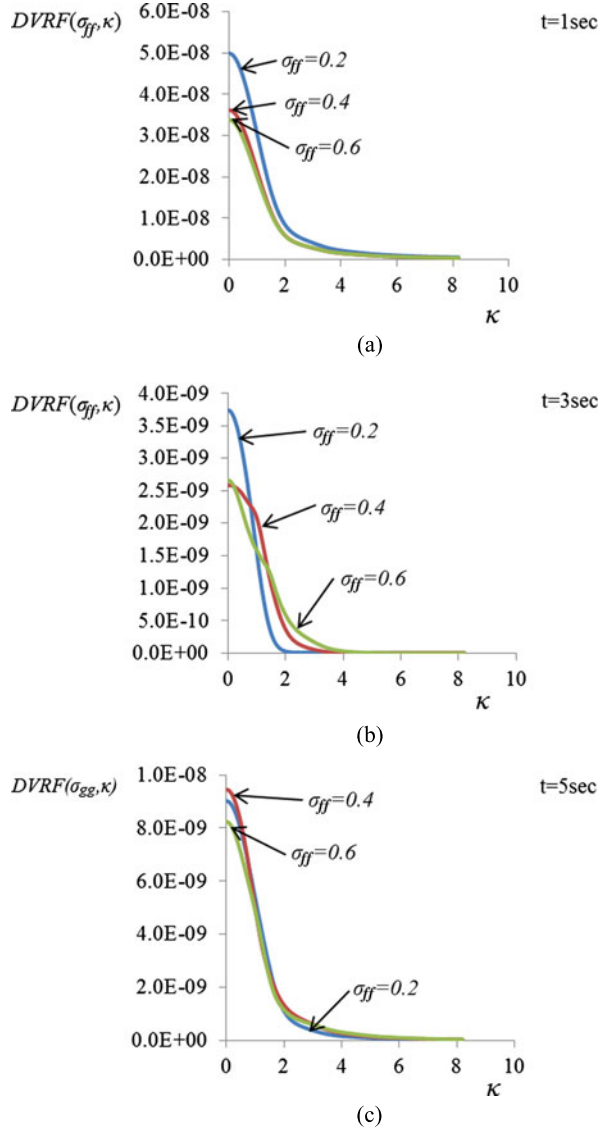 DVRF(σff,κ)
t=1sec
6.0E-08
5.0E-08
4.0E-08
3.0E-08
2.0E-08
1.0E-08
0.0E+00
σff=0.2
σff=0.4
σff=0.6
0 2 4 6 8 10
κ
(a)
DVRF(σff,κ)
t=3sec
4.0E-09
3.5E-09
3.0E-09
2.5E-09
2.0E-09
1.5E-09
1.0E-09
5.0E-10
0.0E+00
σff=0.2
σff=0.4
σff=0.6
0 2 4 6 8 10
κ
(b)
DVRF(σgg,κ)
t=5sec
1.0E-08
8.0E-09
6.0E-09
4.0E-09
2.0E-09
0.0E+00
σff=0.4
σff=0.6
σff=0.2
0 2 4 6 8 10
κ
(c)